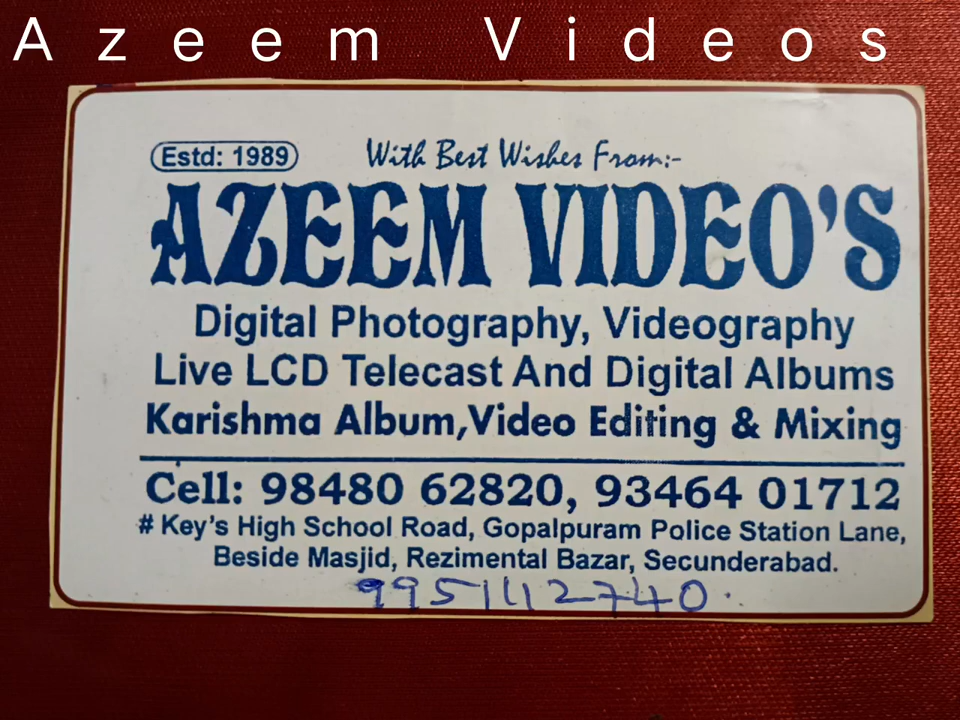 Azeem Videos
Estd: 1989
With Best Wishes From:-
AZEEM VIDEO'S
Digital Photography, Videography
Live LCD Telecast And Digital Albums
Karishma Album,Video Editing & Mixing
Cell: 98480 62820, 93464 01712
# Key's High School Road, Gopalpuram Police Station Lane,
Beside Masjid, Rezimental Bazar, Secunderabad.
9951112740.